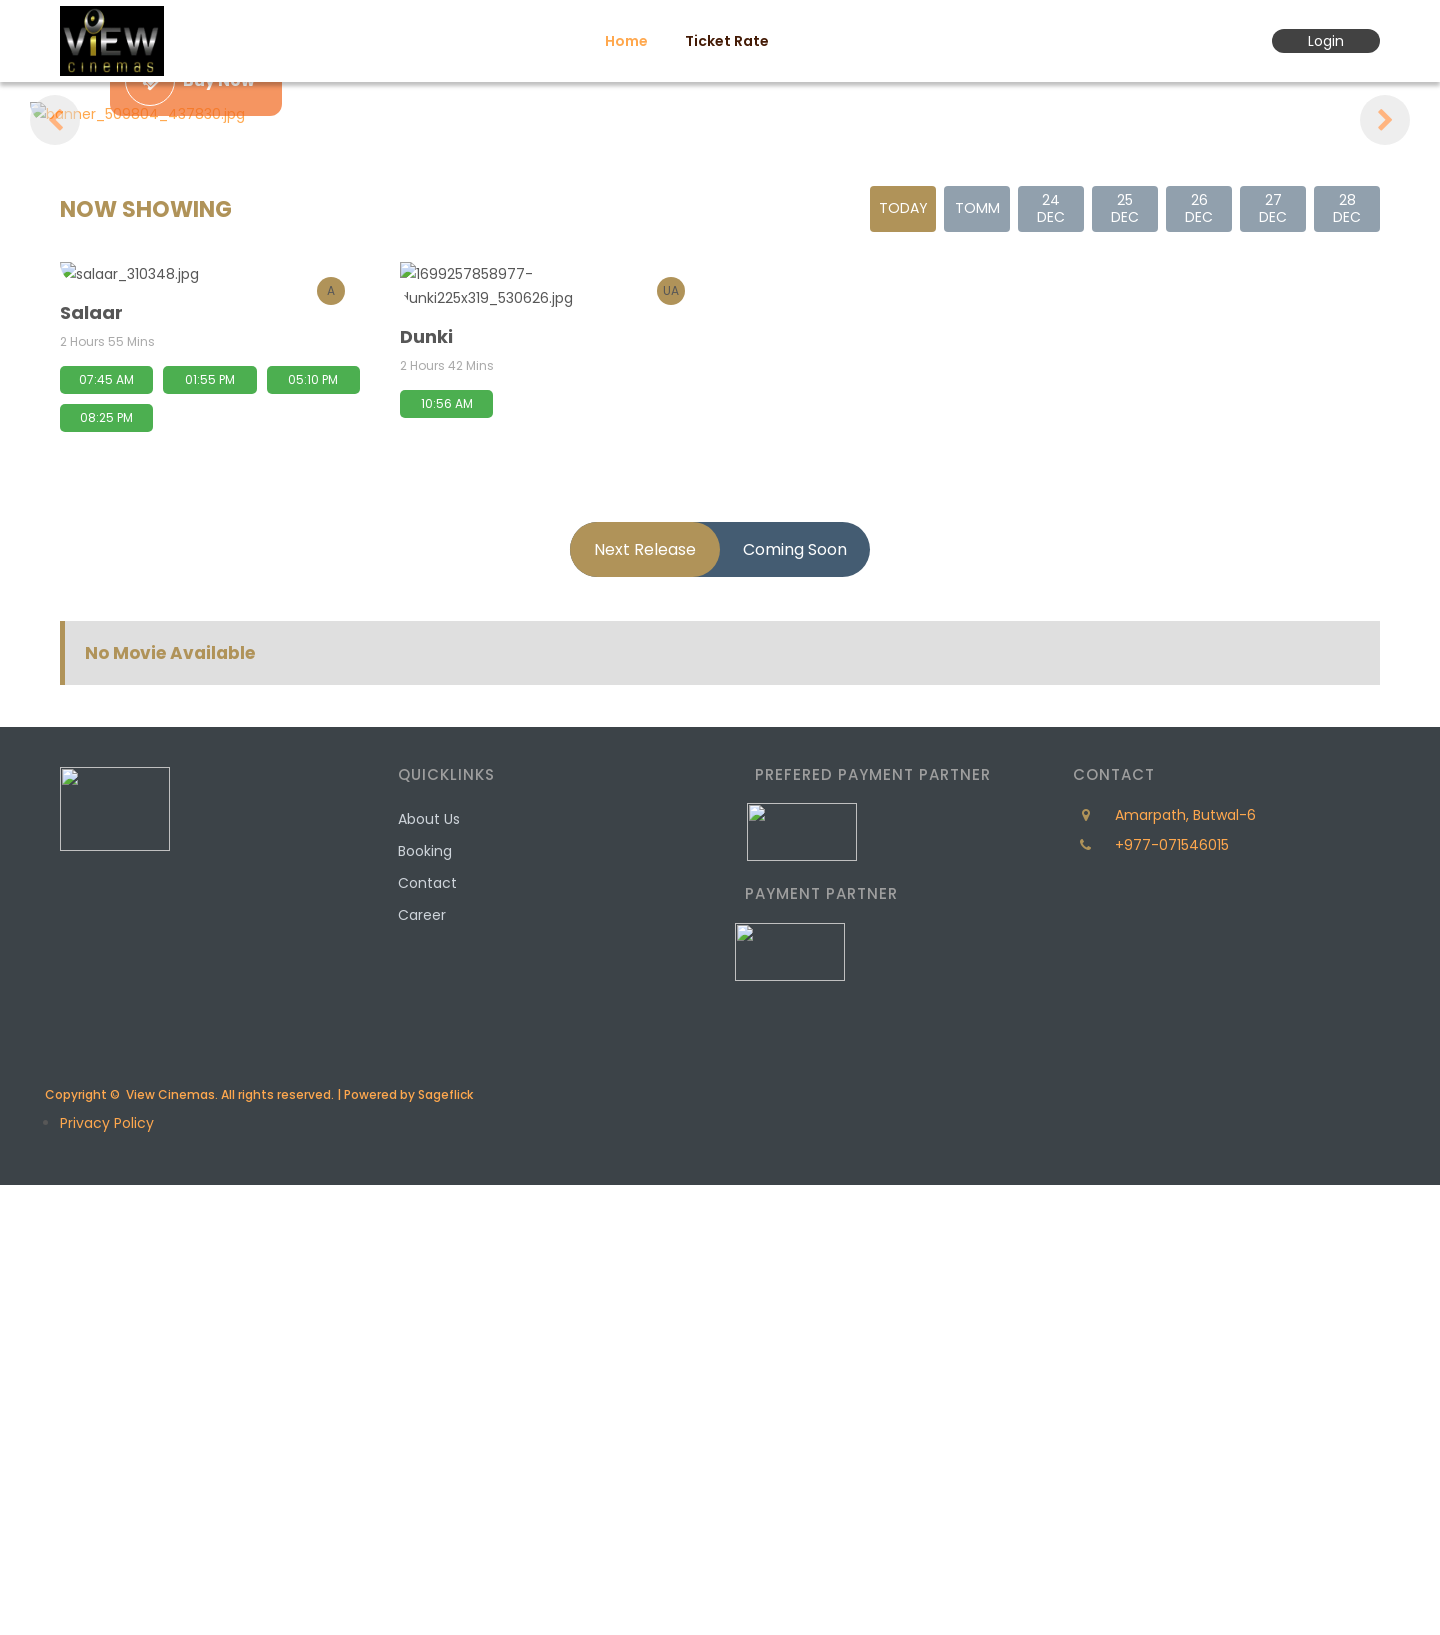 ViEW
cinemas
Home
Ticket Rate
Login
Buy Now
banner_509804_437830.jpg
NOW SHOWING
TODAY
TOMM
24
DEC
25
DEC
26
DEC
27
DEC
28
DEC
salaar_310348.jpg
A
Salaar
2 Hours 55 Mins
07:45 AM
01:55 PM
05:10 PM
08:25 PM
1699257858977-
dunki225x319_530626.jpg
UA
Dunki
2 Hours 42 Mins
10:56 AM
Next Release
Coming Soon
No Movie Available
QUICKLINKS
About Us
Booking
Contact
Career
PREFERED PAYMENT PARTNER
PAYMENT PARTNER
CONTACT
Amarpath, Butwal-6
+977-071546015
Copyright © View Cinemas. All rights reserved. | Powered by Sageflick
Privacy Policy